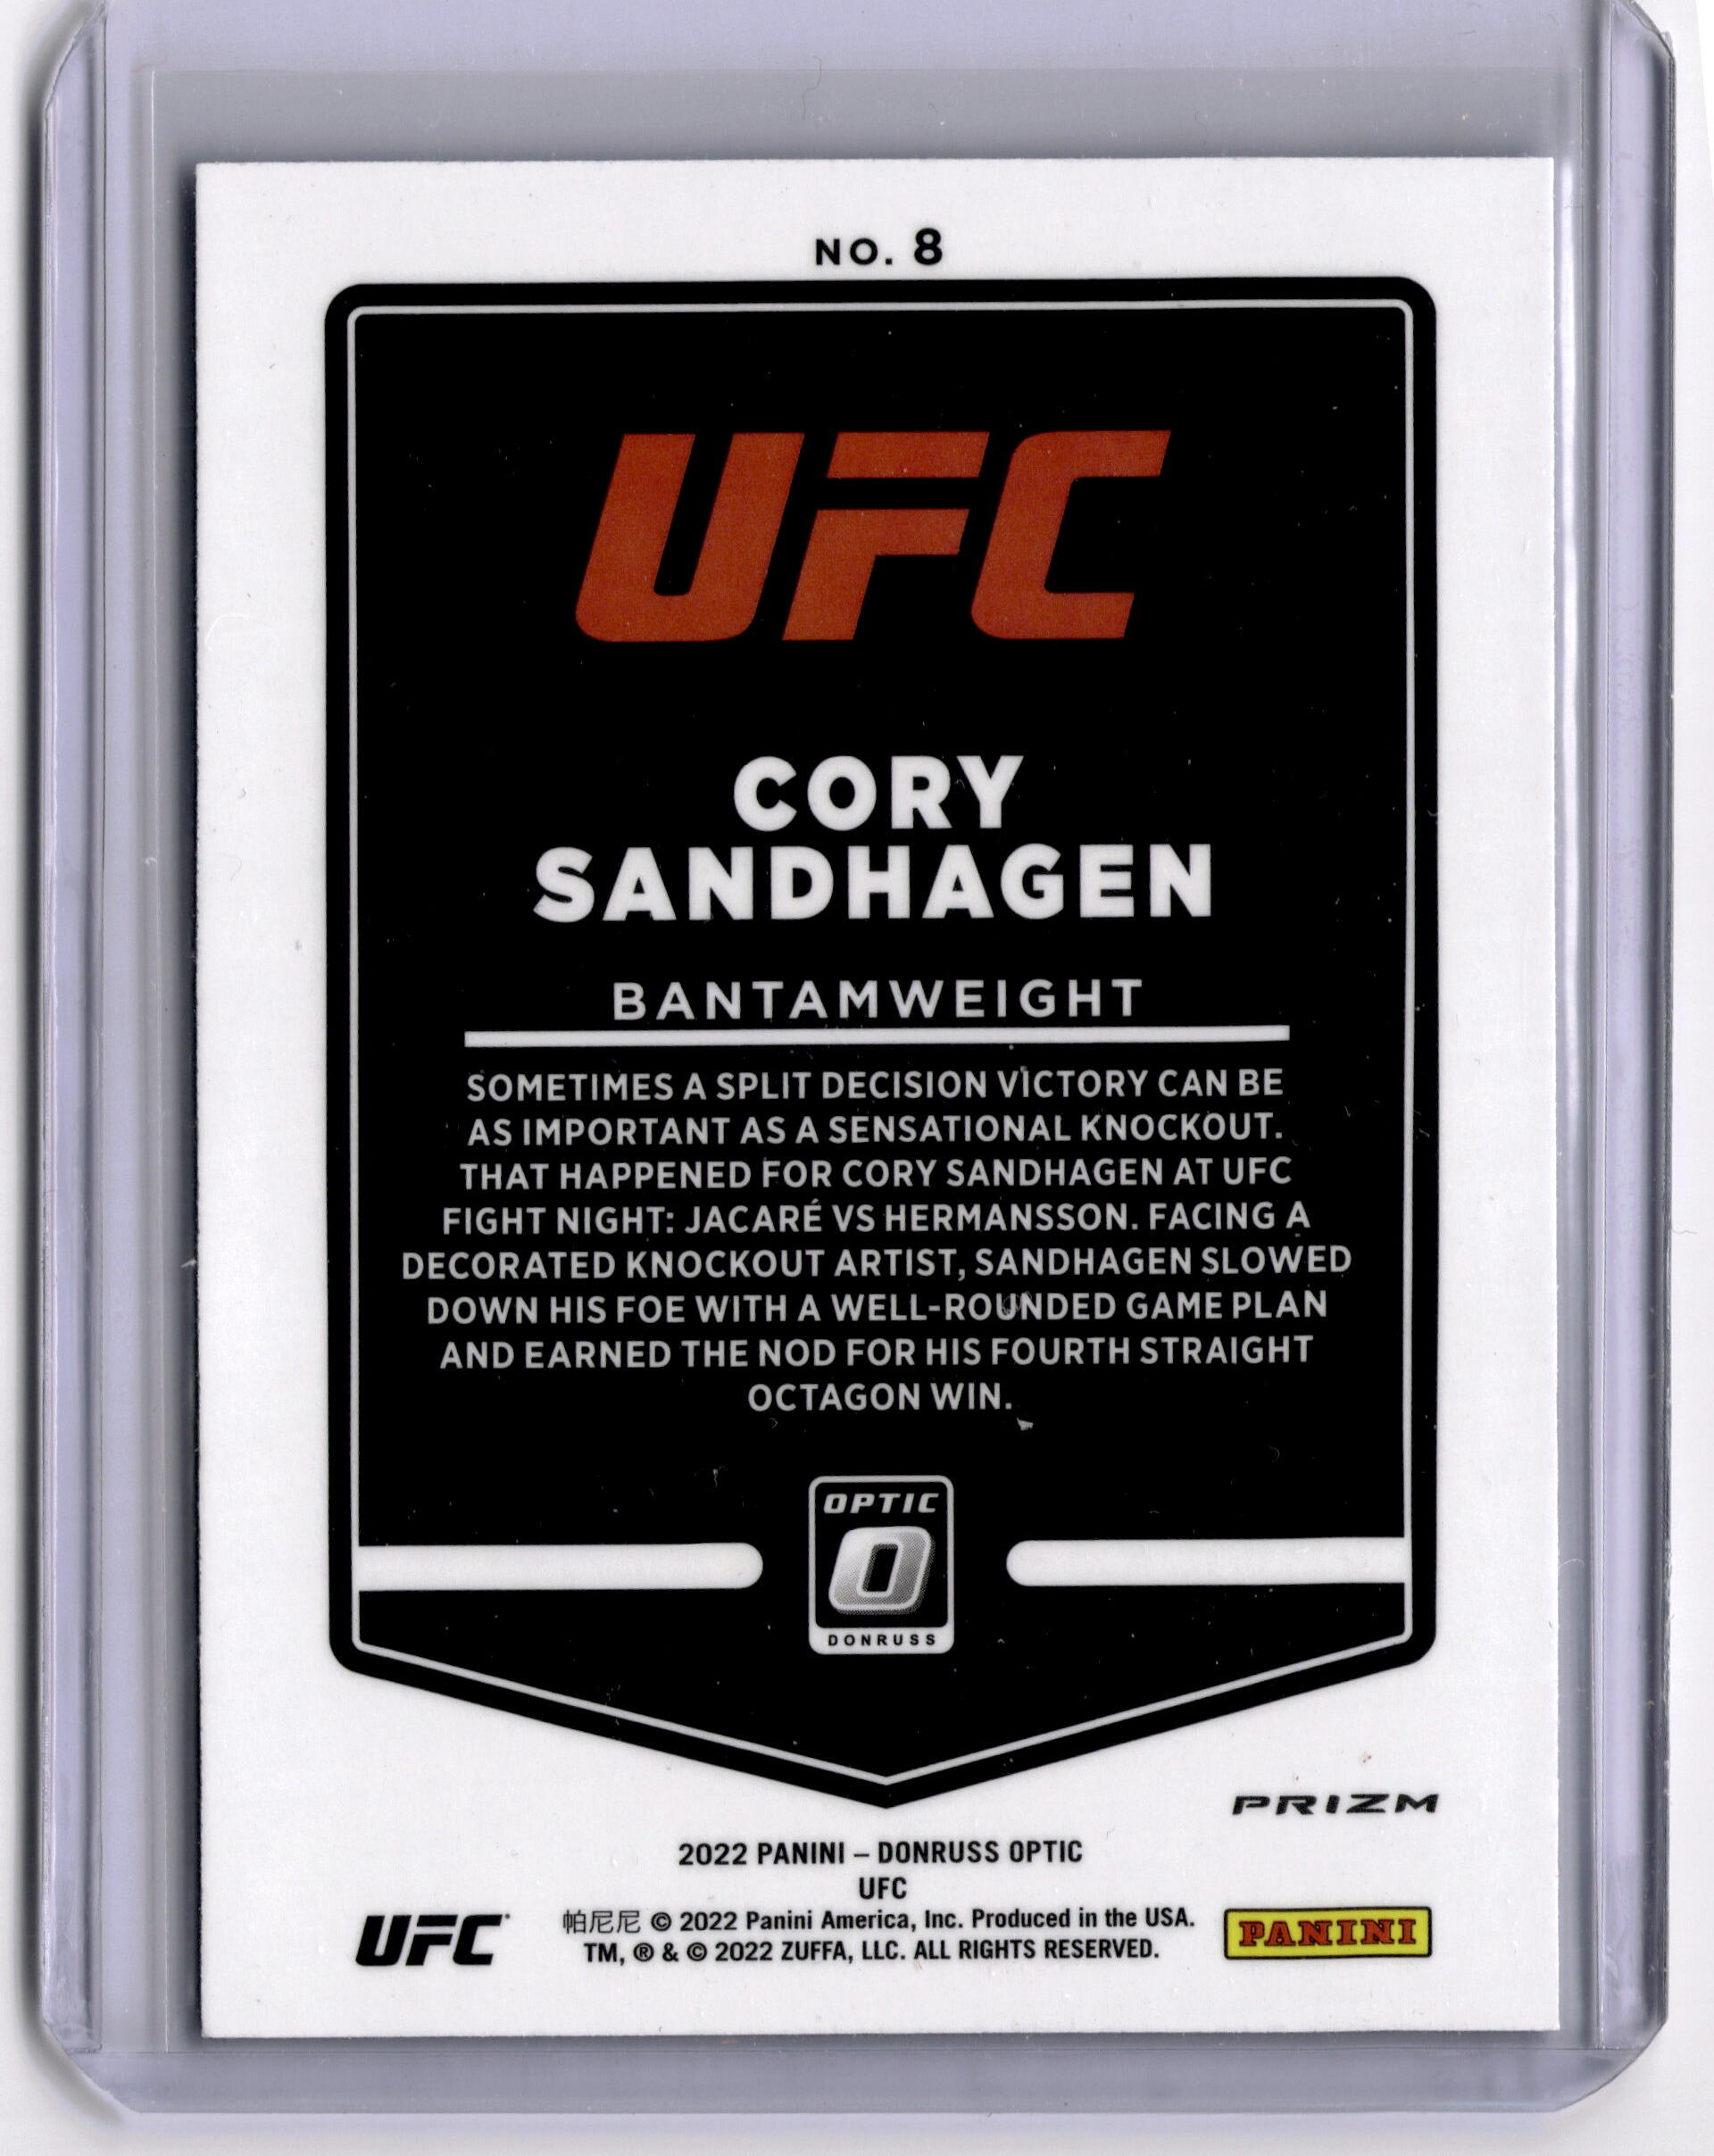 NO. 8
UFC
CORY
SANDHAGEN
BANTAMWEIGHT
SOMETIMES A SPLIT DECISION VICTORY CAN BE
AS IMPORTANT AS A SENSATIONAL KNOCKOUT.
THAT HAPPENED FOR CORY SANDHAGEN AT UFC
FIGHT NIGHT: JACARÉ VS HERMANSSON. FACING A
DECORATED KNOCKOUT ARTIST, SANDHAGEN SLOWED
DOWN HIS FOE WITH A WELL-ROUNDED GAME PLAN
AND EARNED THE NOD FOR HIS FOURTH STRAIGHT
OCTAGON WIN.
OPTIC
O
DONRUSS
PRIZM
2022 PANINI – DONRUSS OPTIC
UFC
帕尼尼 © 2022 Panini America, Inc. Produced in the USA.
TM, ® & © 2022 ZUFFA, LLC. ALL RIGHTS RESERVED.
UFC
PANINI